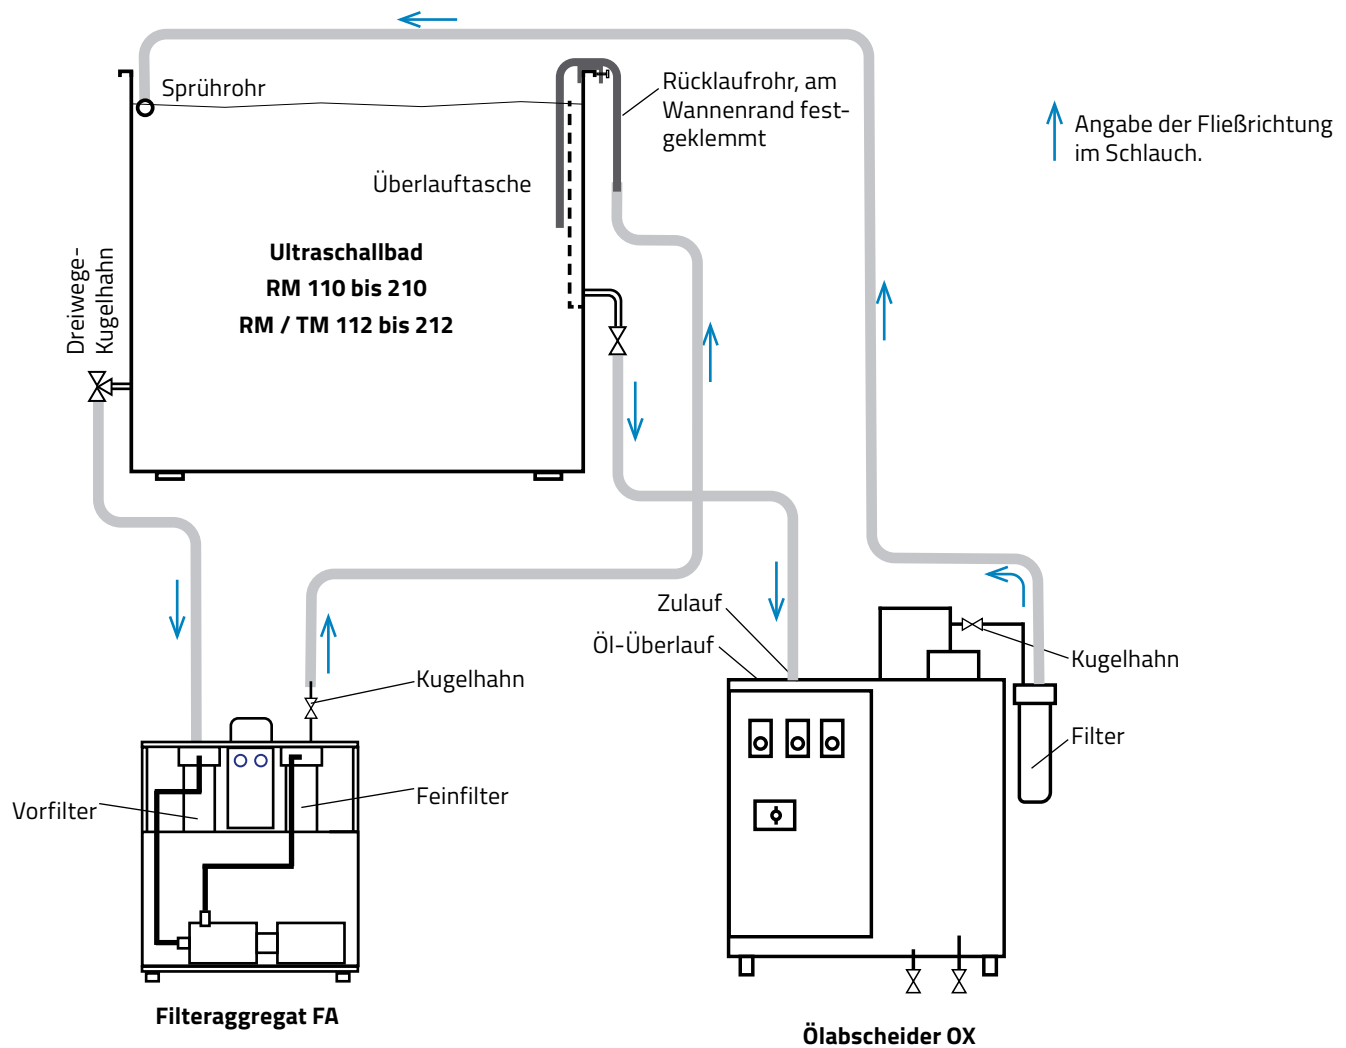 Sprührohr
Rücklaufrohr, am
Wannenrand fest-
geklemmt
Angabe der Fließrichtung
im Schlauch.
Überlauftasche
Ultraschallbad
RM 110 bis 210
RM / TM 112 bis 212
Dreiwege-
Kugelhahn
Zulauf
Öl-Überlauf
Kugelhahn
Kugelhahn
Filter
Vorfilter
Feinfilter
Filteraggregat FA
Ölabscheider OX